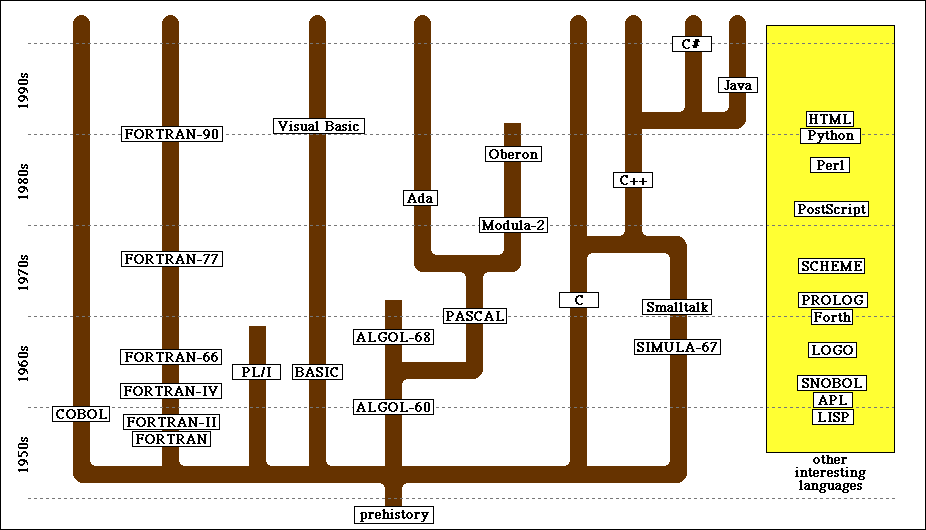 C#
1990s
Java
HTML
Visual Basic
FORTRAN-90
Python
Oberon
Perl
1980s
C++
Ada
PostScript
Modula-2
FORTRAN-77
SCHEME
1970s
C
PROLOG
Smalltalk
PASCAL
Forth
ALGOL-68
SIMULA-67
LOGO
FORTRAN-66
1960s
PL/I
BASIC
SNOBOL
FORTRAN-IV
APL
ALGOL-60
COBOL
LISP
FORTRAN-II
FORTRAN
1950s
other
interesting
languages
prehistory